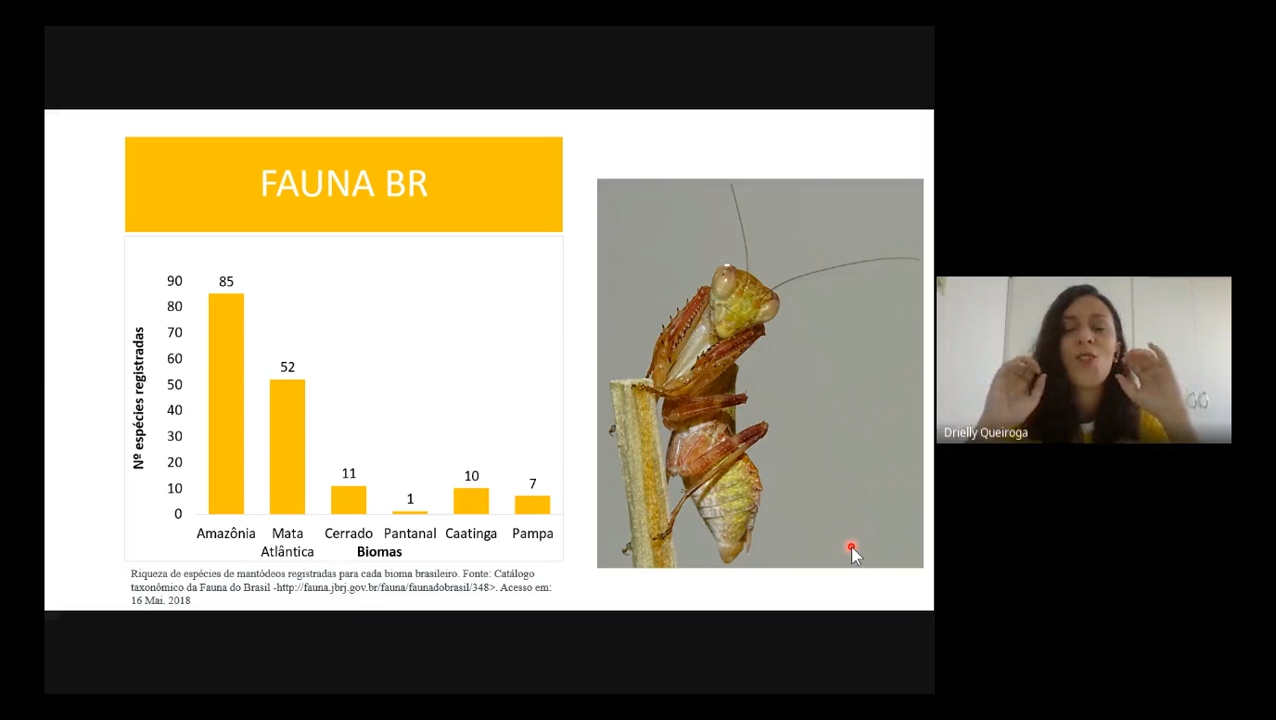 FAUNA BR
90
80
70
60
50
40
30
20
10
0
Nº espécies registradas
85
52
11
1
10
7
Amazônia Mata Cerrado Pantanal Caatinga Pampa
Atlântica
Biomas
Riqueza de espécies de mantódeos registradas para cada bioma brasileiro. Fonte: Catálogo
taxonômico da Fauna do Brasil -http://fauna.jbrj.gov.br/fauna/faunadobrasil/348>. Acesso em:
16 Mai. 2018
Drielly Queiroga